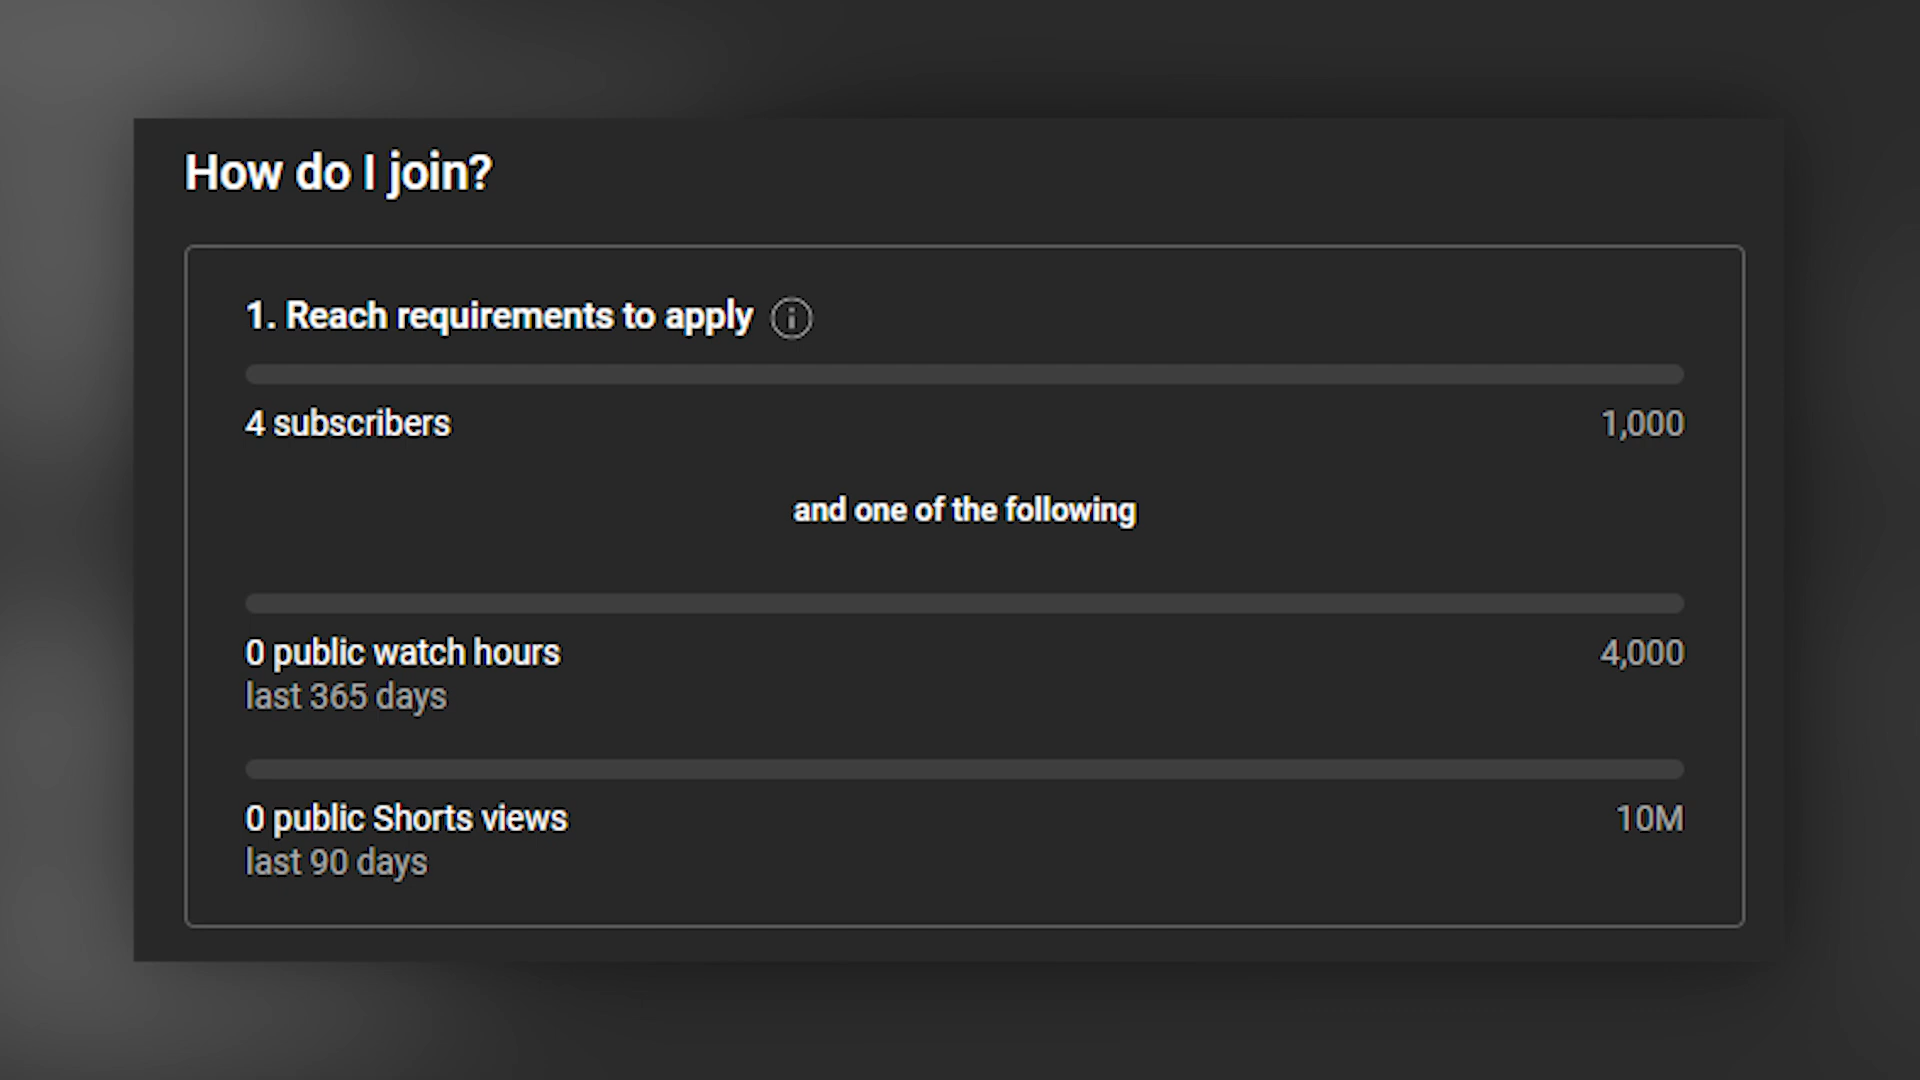 How do I join?
1. Reach requirements to apply
4 subscribers 1,000
and one of the following
0 public watch hours 4,000
last 365 days
0 public Shorts views 10M
last 90 days